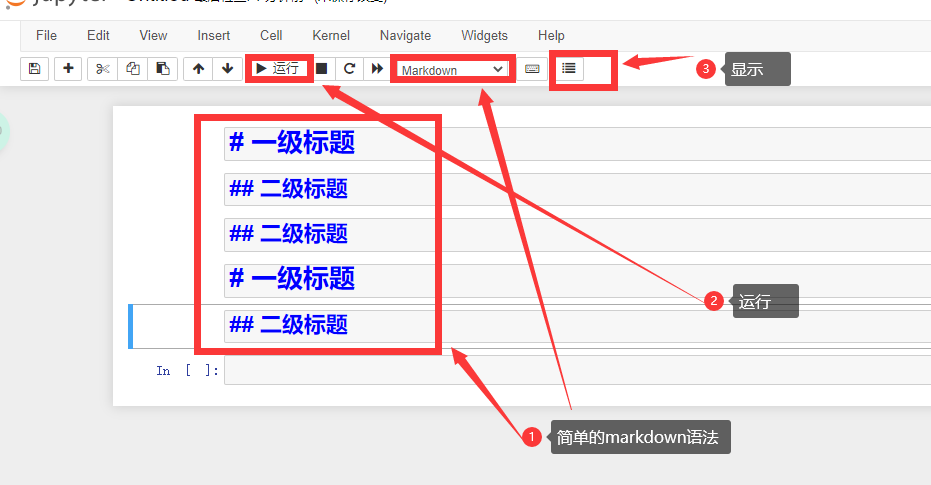 File Edit View Insert Cell Kernel Navigate Widgets Help
运行 Markdown
3 显示
# 一级标题
## 二级标题
## 二级标题
# 一级标题
2 运行
## 二级标题
In [ ]:
1 简单的markdown语法